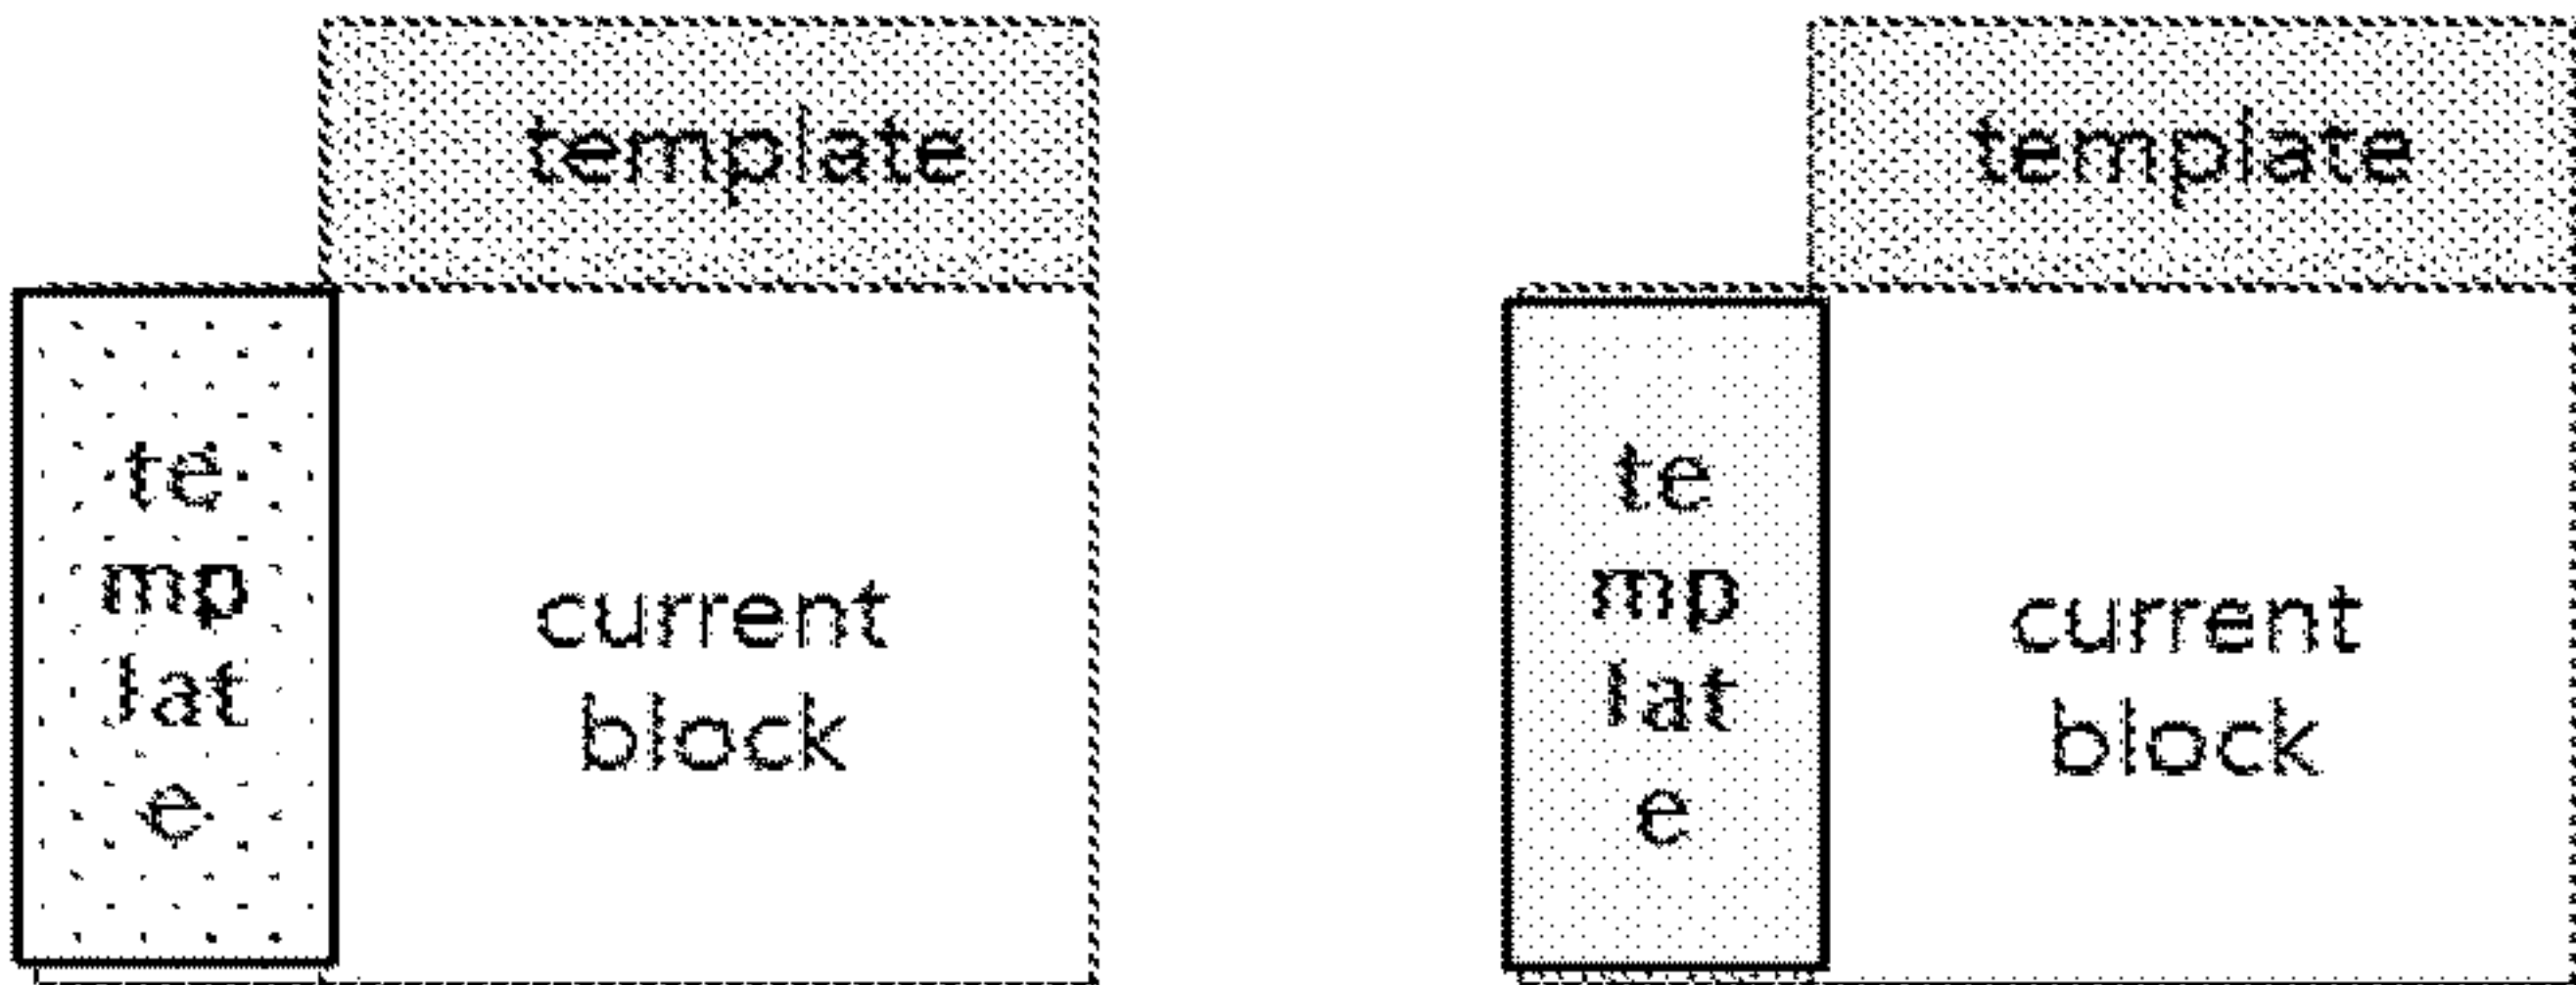 template
te
mp
lat
e
current
block
template
te
mp
lat
e
current
block